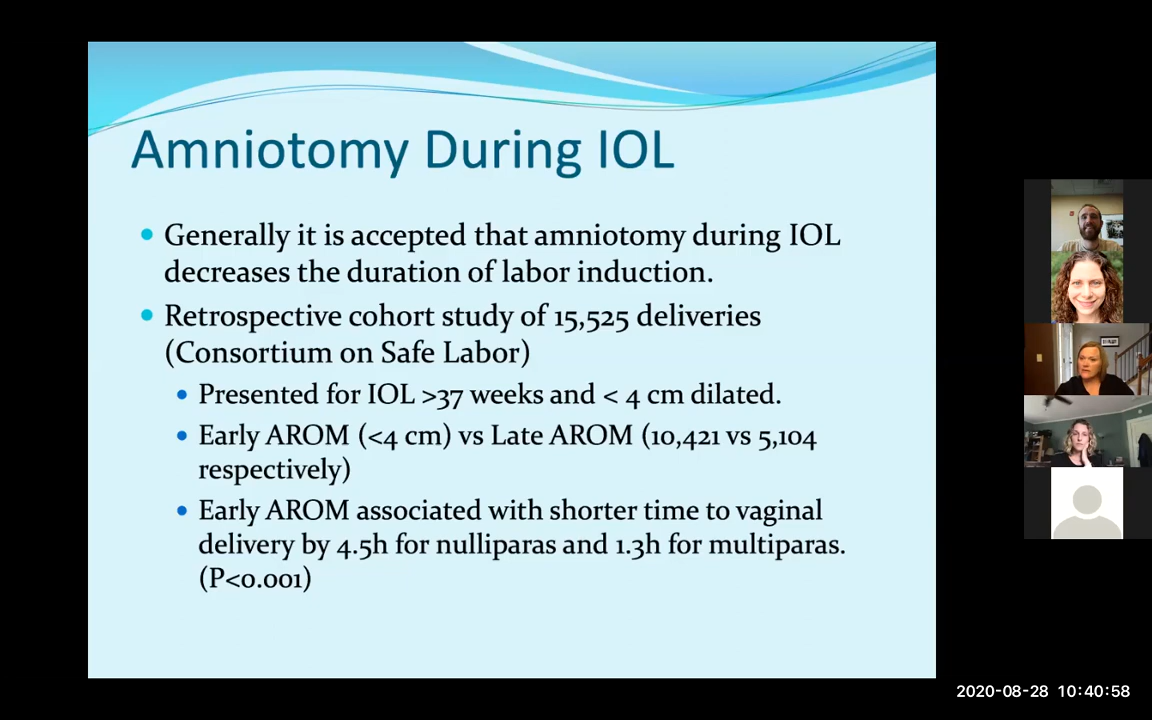 Amniotomy During IOL
Generally it is accepted that amniotomy during IOL
decreases the duration of labor induction.
Retrospective cohort study of 15,525 deliveries
(Consortium on Safe Labor)
Presented for IOL >37 weeks and < 4 cm dilated.
Early AROM (<4 cm) vs Late AROM (10,421 vs 5,104
respectively)
Early AROM associated with shorter time to vaginal
delivery by 4.5h for nulliparas and 1.3h for multiparas.
(P<0.001)
2020-08-28 10:40:58